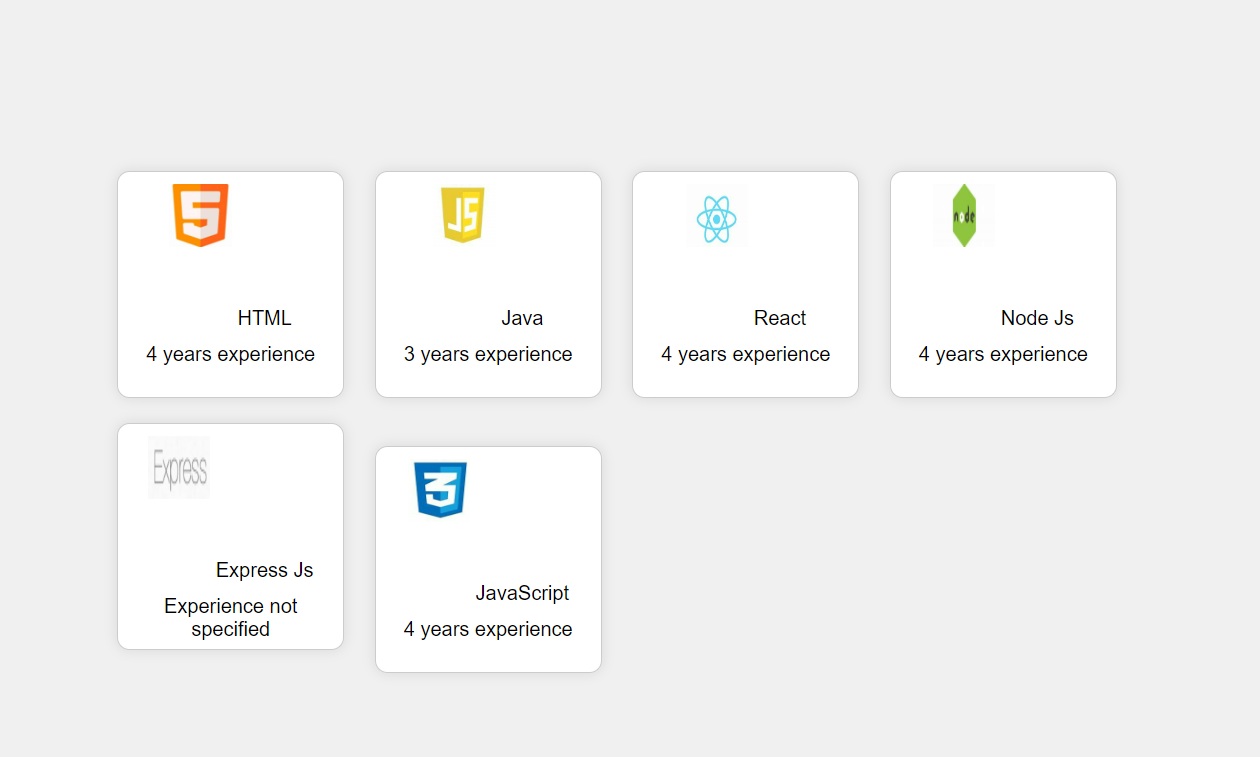 5
HTML
4 years experience
JS
Java
3 years experience
React
4 years experience
node
Node Js
4 years experience
Express
Express Js
Experience not
specified
3
JavaScript
4 years experience